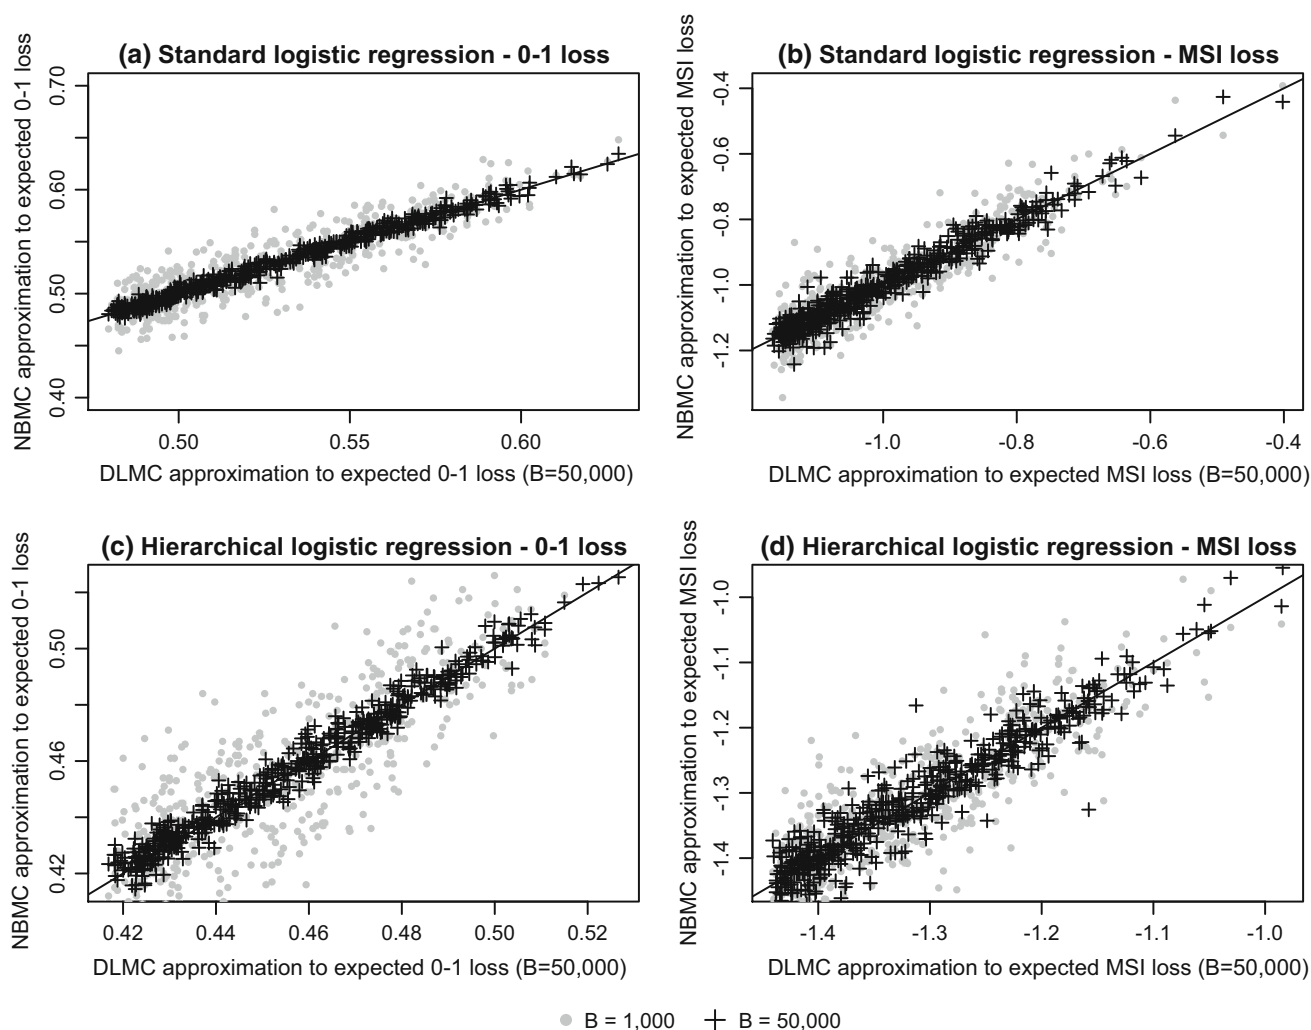 (a) Standard logistic regression - 0-1 loss
NBMC approximation to expected 0-1 loss
0.70
0.60
0.50
0.40
0.50 0.55 0.60
DLMC approximation to expected 0-1 loss (B=50,000)
(b) Standard logistic regression - MSI loss
NBMC approximation to expected MSI loss
-0.4
-0.6
-0.8
-1.0
-1.2
-1.0 -0.8 -0.6 -0.4
DLMC approximation to expected MSI loss (B=50,000)
(c) Hierarchical logistic regression - 0-1 loss
NBMC approximation to expected 0-1 loss
0.50
0.46
0.42
0.42 0.44 0.46 0.48 0.50 0.52
DLMC approximation to expected 0-1 loss (B=50,000)
(d) Hierarchical logistic regression - MSI loss
NBMC approximation to expected MSI loss
-1.0
-1.1
-1.2
-1.3
-1.4
-1.4 -1.3 -1.2 -1.1 -1.0
DLMC approximation to expected MSI loss (B=50,000)
B = 1,000 B = 50,000